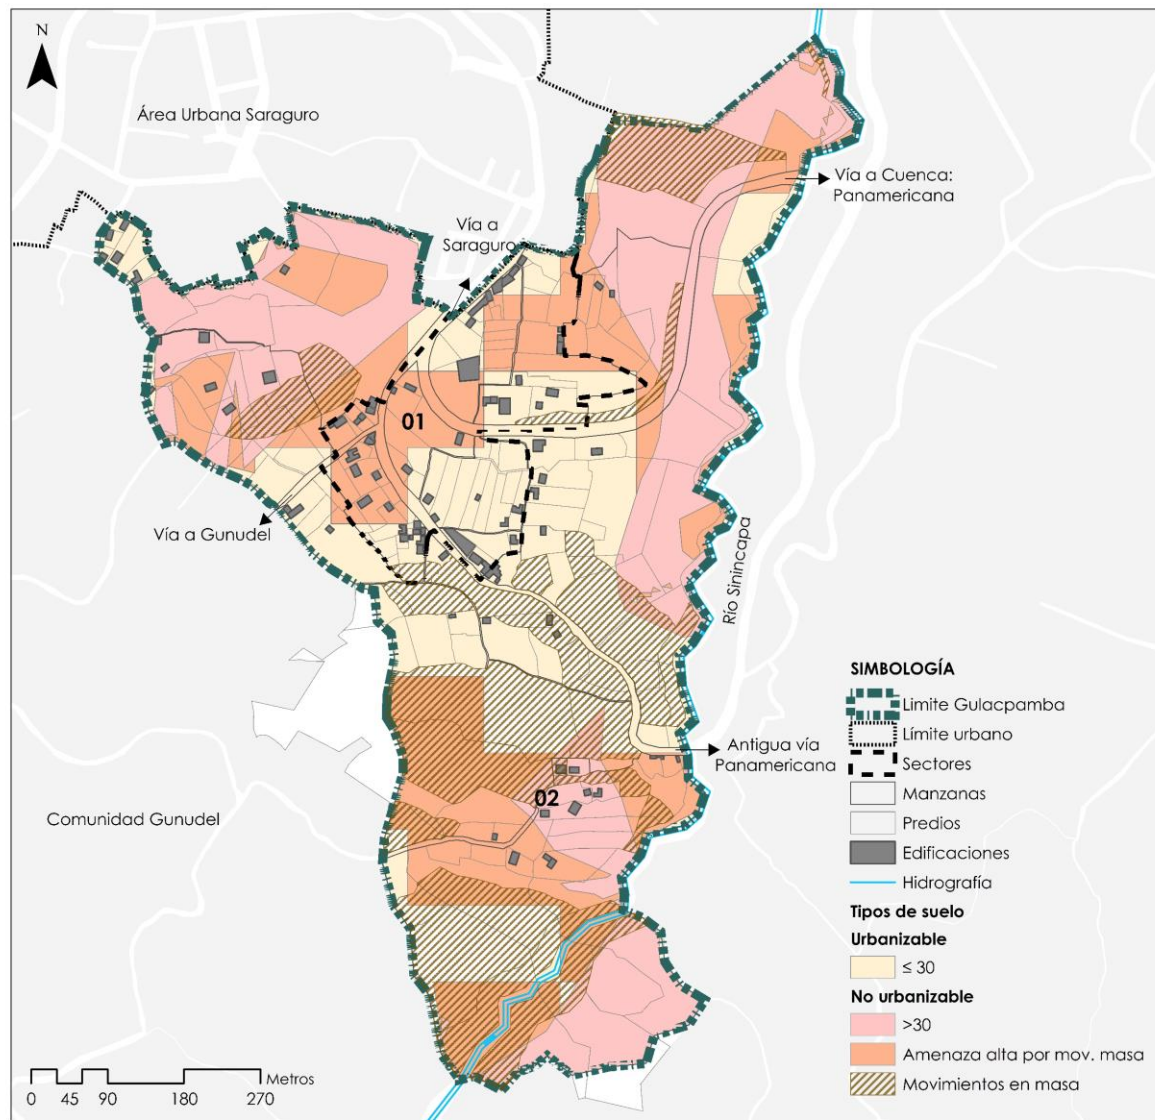 N
Área Urbana Saraguro
Vía a Cuenca:
Panamericana
Vía a
Saraguro
01
Vía a Gunudel
Río Sinincapa
Antigua vía
Panamericana
02
Comunidad Gunudel
SIMBOLOGÍA
Limite Gulacpamba
Límite urbano
Sectores
Manzanas
Predios
Edificaciones
Hidrografía
Tipos de suelo
Urbanizable
≤ 30
No urbanizable
>30
Amenaza alta por mov. masa
Movimientos en masa
Metros
0 45 90 180 270